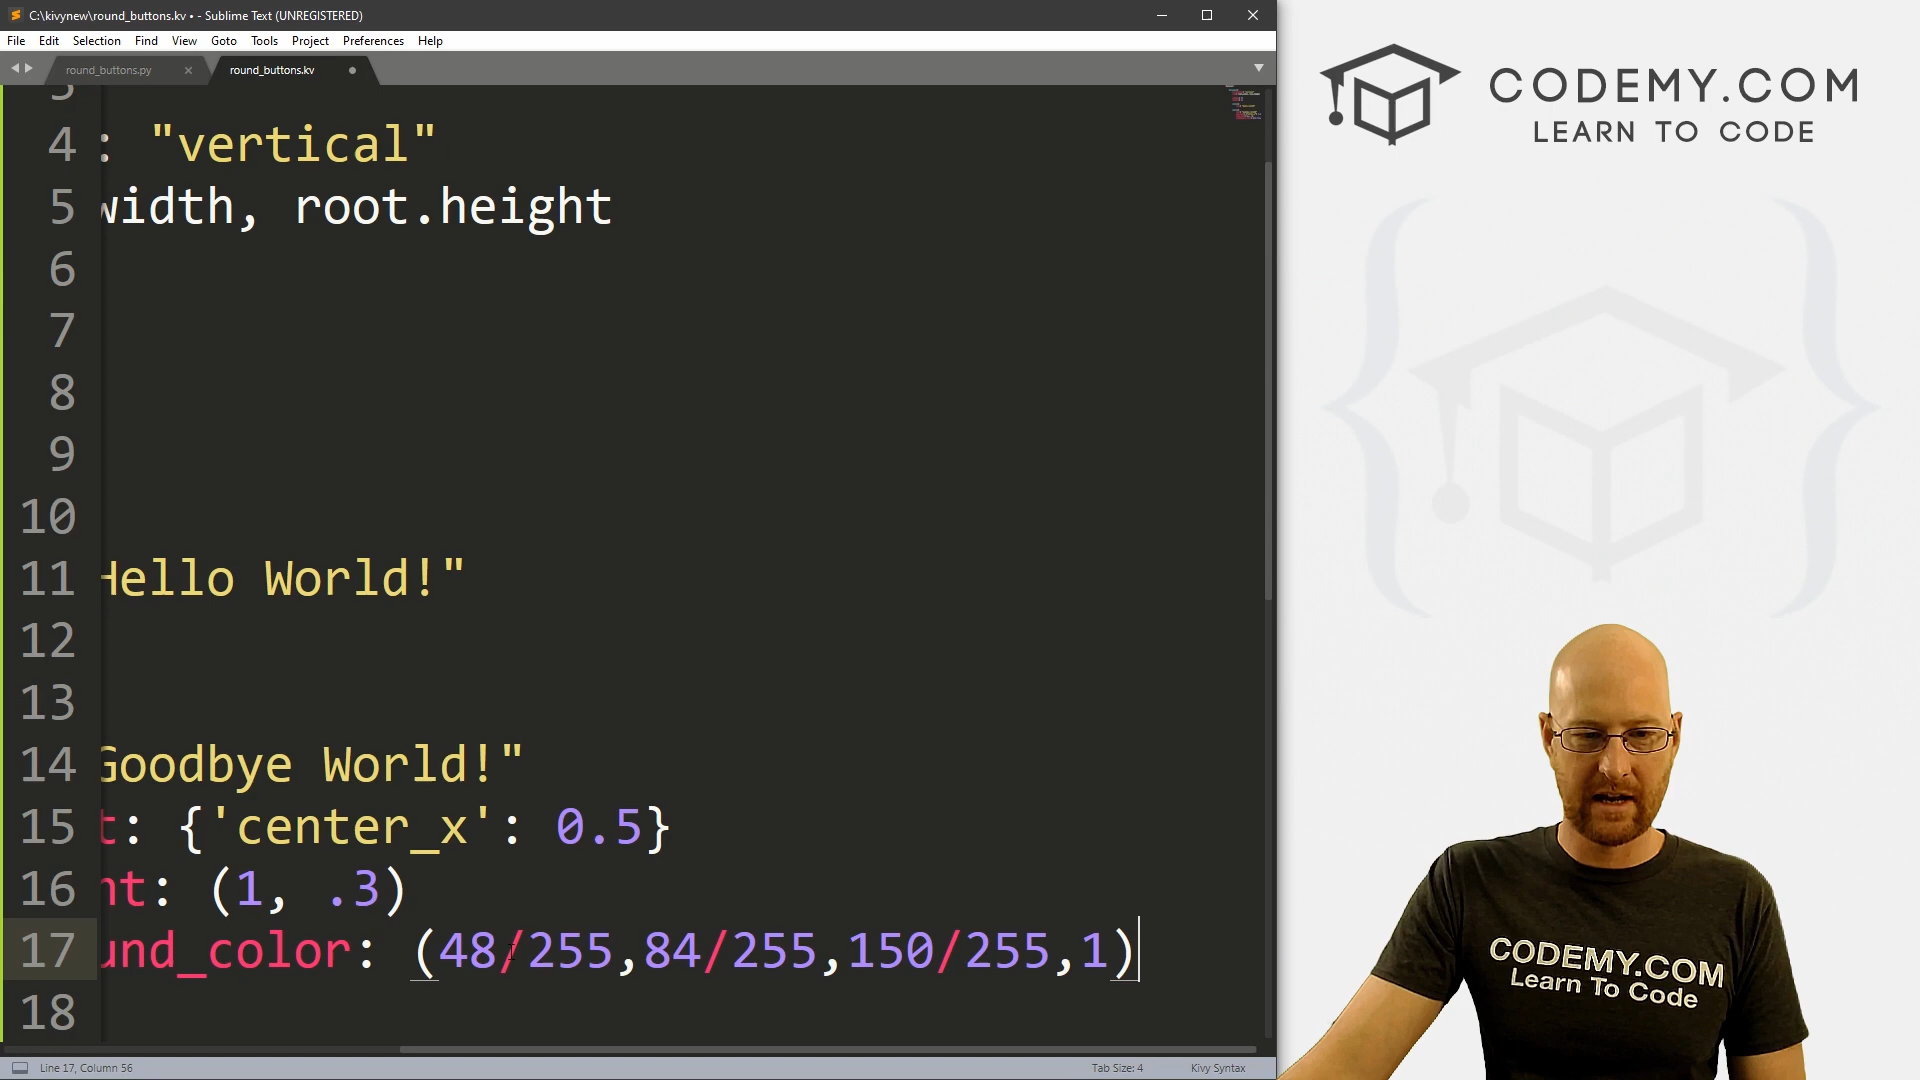 C:\kivynew\round_buttons.kv • - Sublime Text (UNREGISTERED)
File Edit Selection Find View Goto Tools Project Preferences Help
round_buttons.py round_buttons.kv
4 : "vertical"
5 width, root.height
6
7
8
9
10
11 Hello World!"
12
13
14 Goodbye World!"
15 t: {'center_x': 0.5}
16 nt: (1, .3)
17 und_color: (48/255,84/255,150/255,1)
18
Line 17, Column 56
Tab Size: 4
Kivy Syntax
CODEMY.COM
LEARN TO CODE
CODEMY.COM
Learn To Code